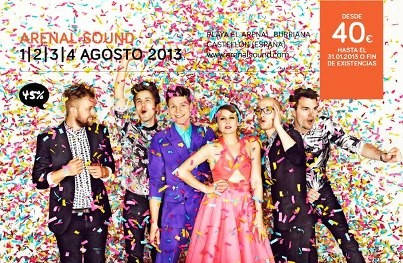 ARENAL SOUND
1|2|3|4 AGOSTO 2013
PLAYA EL ARENAL, BURRIANA
CASTELLÓN (ESPAÑA)
www.arenalsound.com
DESDE
40€
HASTA EL
31.01.2013 O FIN
DE EXISTENCIAS
45%